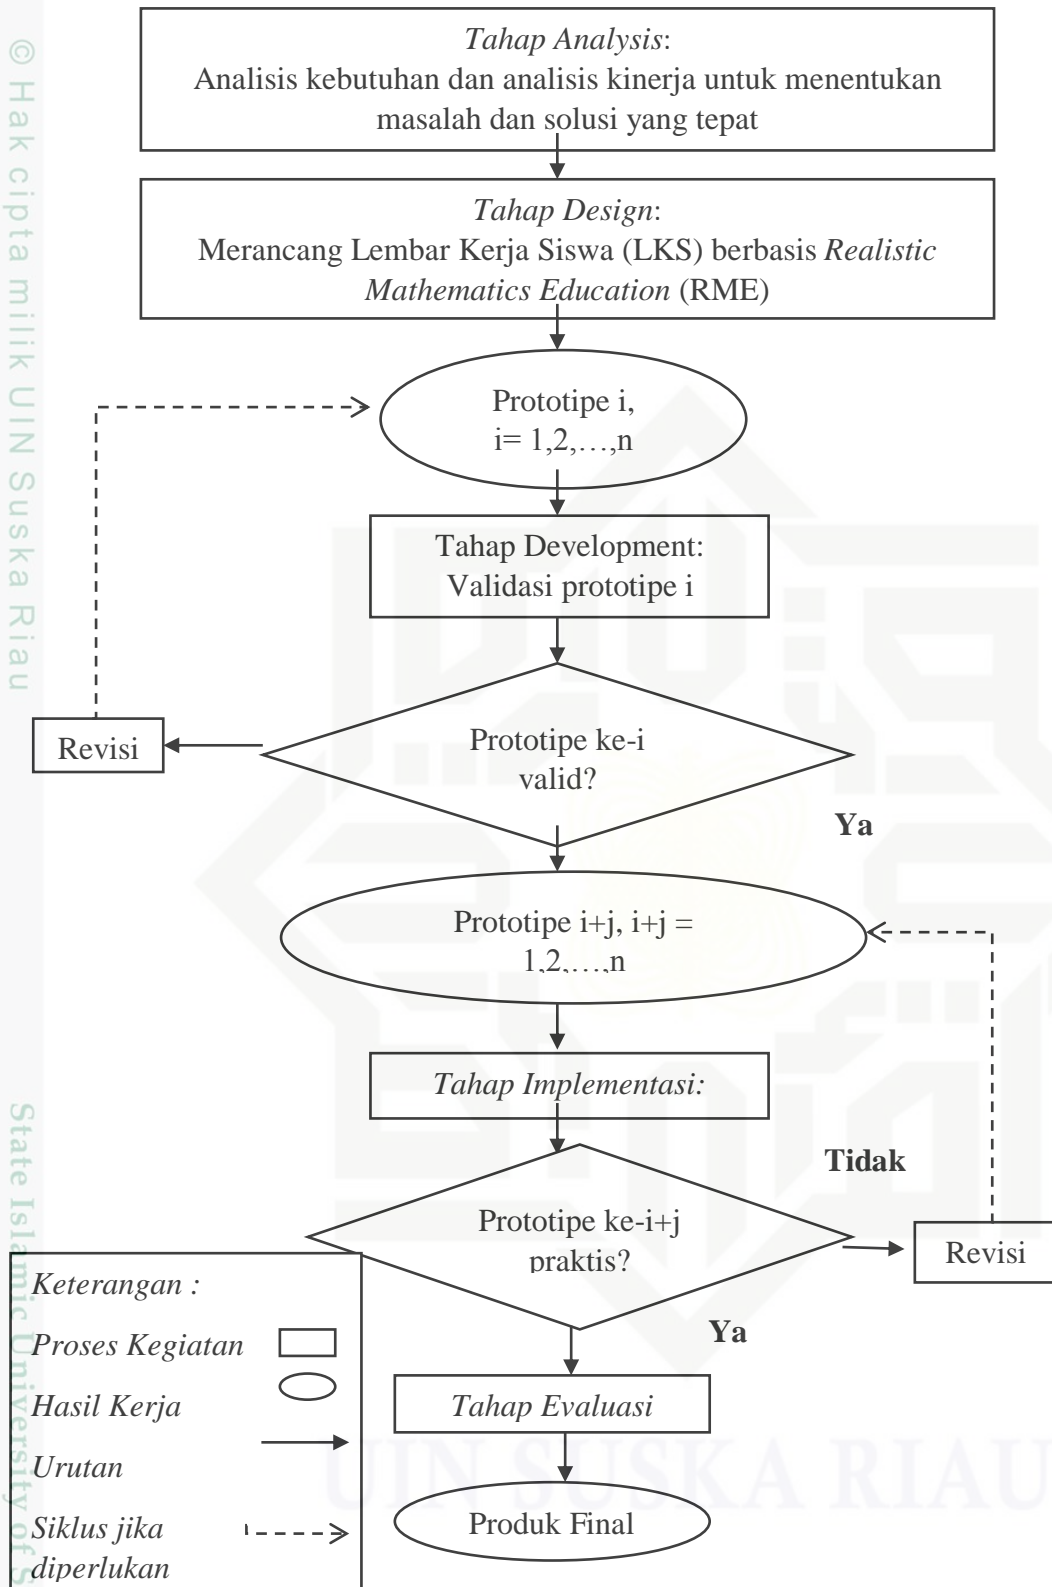 © Hak cipta milik UIN Suska Riau
State Islamic University of S
Tahap Analysis:
Analisis kebutuhan dan analisis kinerja untuk menentukan
masalah dan solusi yang tepat
Tahap Design:
Merancang Lembar Kerja Siswa (LKS) berbasis Realistic
Mathematics Education (RME)
Prototipe i,
i= 1,2,…,n
Tahap Development:
Validasi prototipe i
Prototipe ke-i
valid?
Revisi
Ya
Prototipe i+j, i+j =
1,2,…,n
Tahap Implementasi:
Tidak
Prototipe ke-i+j
praktis?
Revisi
Ya
Tahap Evaluasi
Produk Final
Keterangan :
Proses Kegiatan
Hasil Kerja
Urutan
Siklus jika
diperlukan
UIN SUSKA RIAU